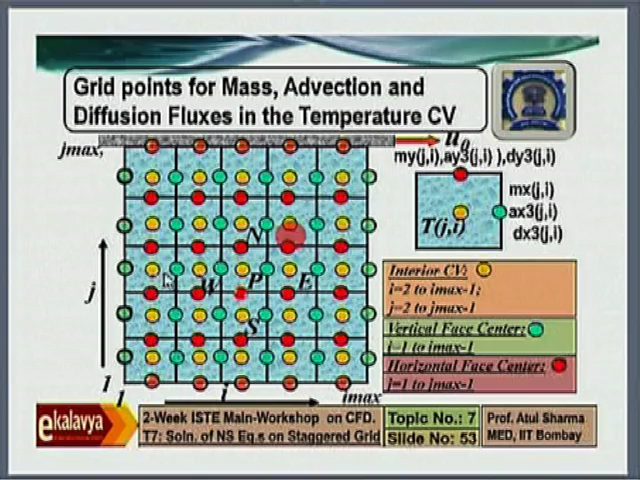 Grid points for Mass, Advection and
Diffusion Fluxes in the Temperature CV
jmax,
u0
my(j,i),ay3(j,i) ),dy3(j,i)
mx(j,i)
ax3(j,i)
dx3(j,i)
T(j,i)
N
W P E
S
j
1
1 i imax
Interior CV:
i=2 to imax-1;
j=2 to jmax-1
Vertical Face Center:
i=1 to imax-1
Horizontal Face Center:
j=1 to jmax-1
ekalavya
2-Week ISTE Main-Workshop on CFD.
T7: Soln. of NS Eq.s on Staggered Grid
Topic No.: 7
Slide No: 53
Prof. Atul Sharma
MED, IIT Bombay